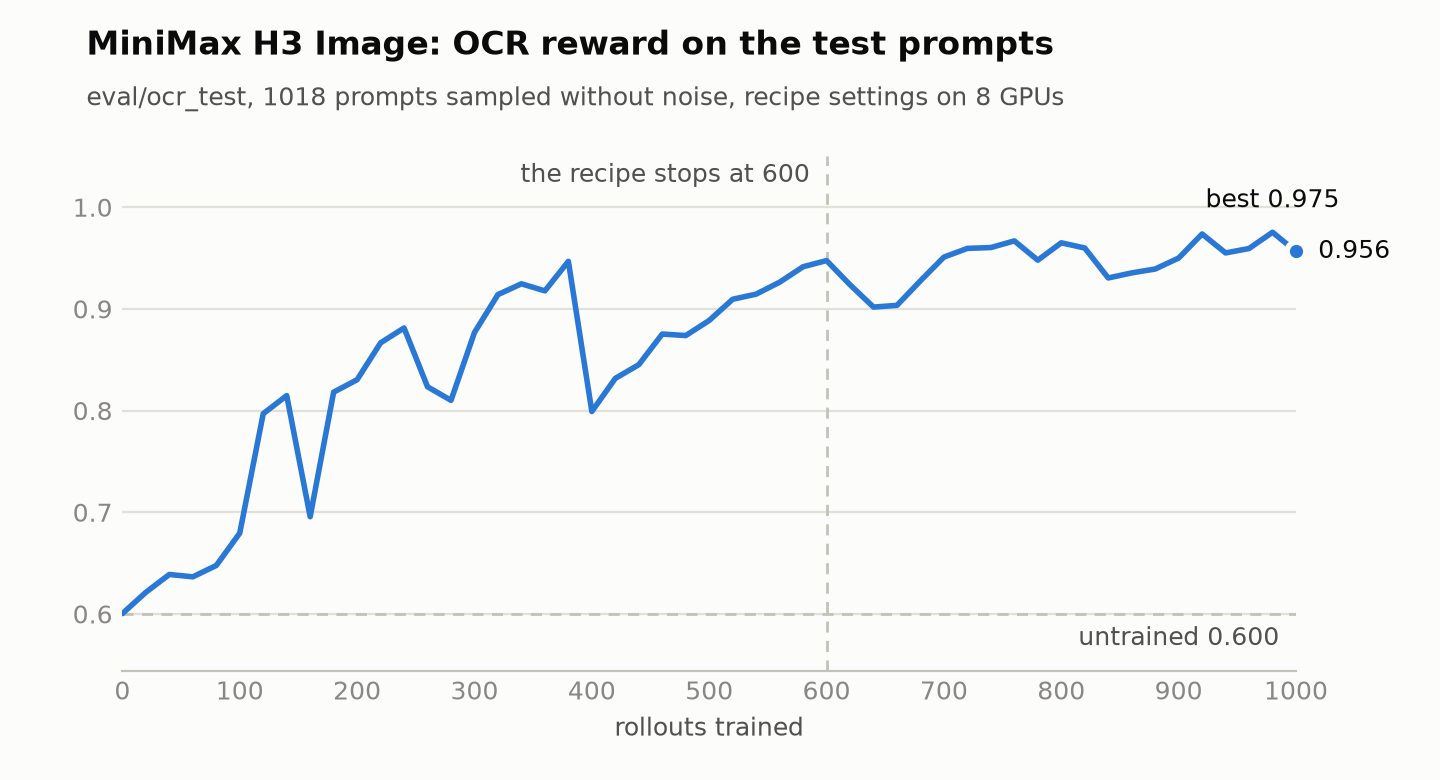 MiniMax H3 Image: OCR reward on the test prompts
eval/ocr_test, 1018 prompts sampled without noise, recipe settings on 8 GPUs
the recipe stops at 600
best 0.975
1.0
0.956
0.9
0.8
0.7
0.6
untrained 0.600
0 100 200 300 400 500 600 700 800 900 1000
rollouts trained